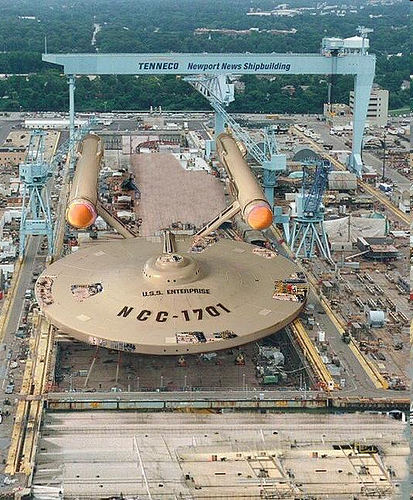 TENNECO Newport News Shipbuilding
U.S.S. ENTERPRISE
NCC-1701